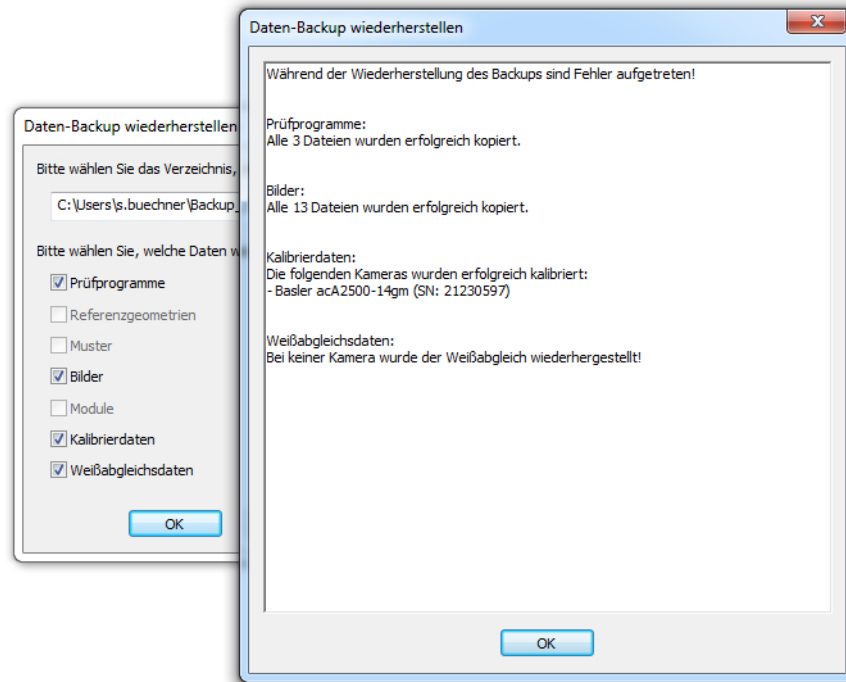 Daten-Backup wiederherstellen
Bitte wählen Sie das Verzeichnis,
C:\Users\s.buechner\Backup_
Bitte wählen Sie, welche Daten w
Prüfprogramme
Referenzgeometrien
Muster
Bilder
Module
Kalibrierdaten
Weißabgleichsdaten
OK
Daten-Backup wiederherstellen
Während der Wiederherstellung des Backups sind Fehler aufgetreten!
Prüfprogramme:
Alle 3 Dateien wurden erfolgreich kopiert.
Bilder:
Alle 13 Dateien wurden erfolgreich kopiert.
Kalibrierdaten:
Die folgenden Kameras wurden erfolgreich kalibriert:
- Basler acA2500-14gm (SN: 21230597)
Weißabgleichsdaten:
Bei keiner Kamera wurde der Weißabgleich wiederhergestellt!
OK